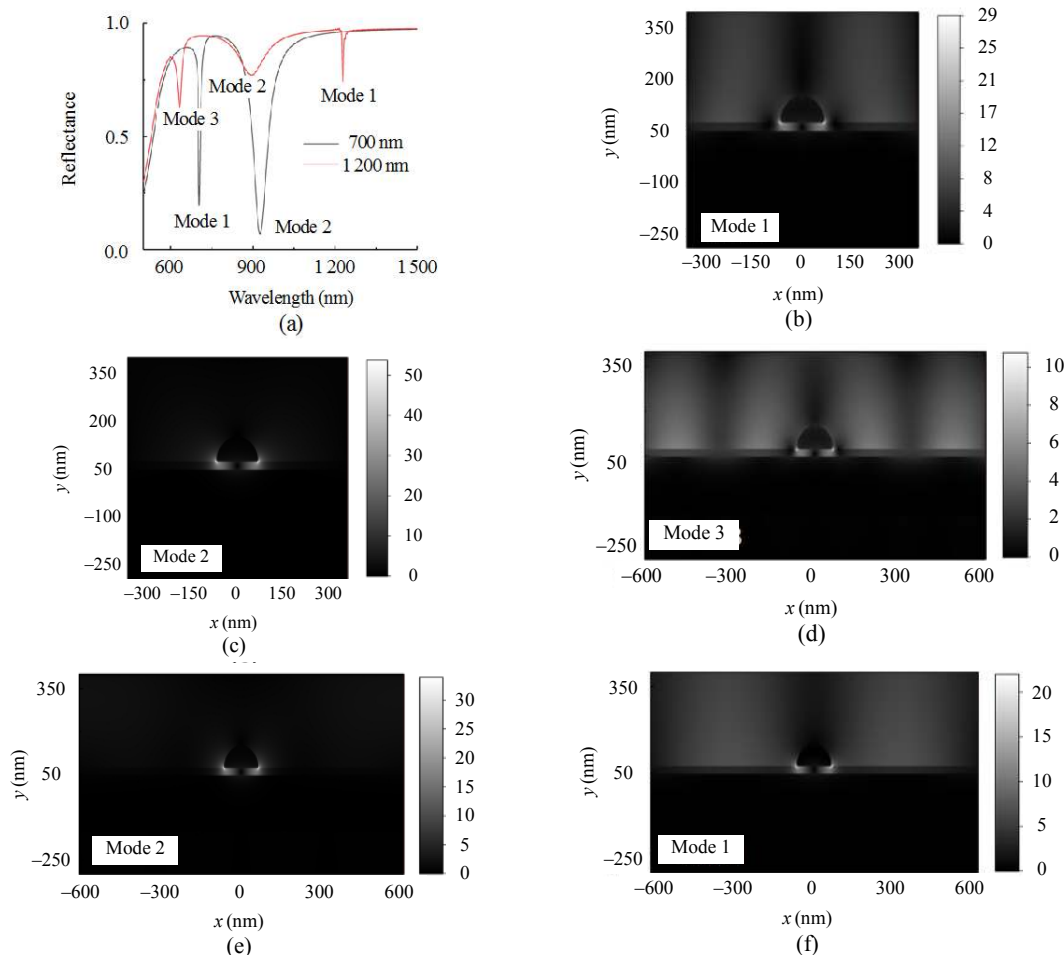 1.0
0.5
0.0
Reflectance
Mode 3
Mode 2
Mode 1
700 nm
1 200 nm
Mode 1
Mode 2
600 900 1 200 1 500
Wavelength (nm)
(a)
350
200
50
−100
−250
y (nm)
Mode 1
−300 −150 0 150 300
x (nm)
29
25
21
17
12
8
4
0
(b)
350
200
50
−100
−250
y (nm)
Mode 2
−300 −150 0 150 300
x (nm)
50
40
30
20
10
0
(c)
350
50
−250
y (nm)
Mode 3
−600 −300 0 300 600
x (nm)
10
8
6
4
2
0
(d)
350
50
−250
y (nm)
Mode 2
−600 −300 0 300 600
x (nm)
30
25
20
15
10
5
0
(e)
350
50
−250
y (nm)
Mode 1
−600 −300 0 300 600
x (nm)
20
15
10
5
0
(f)